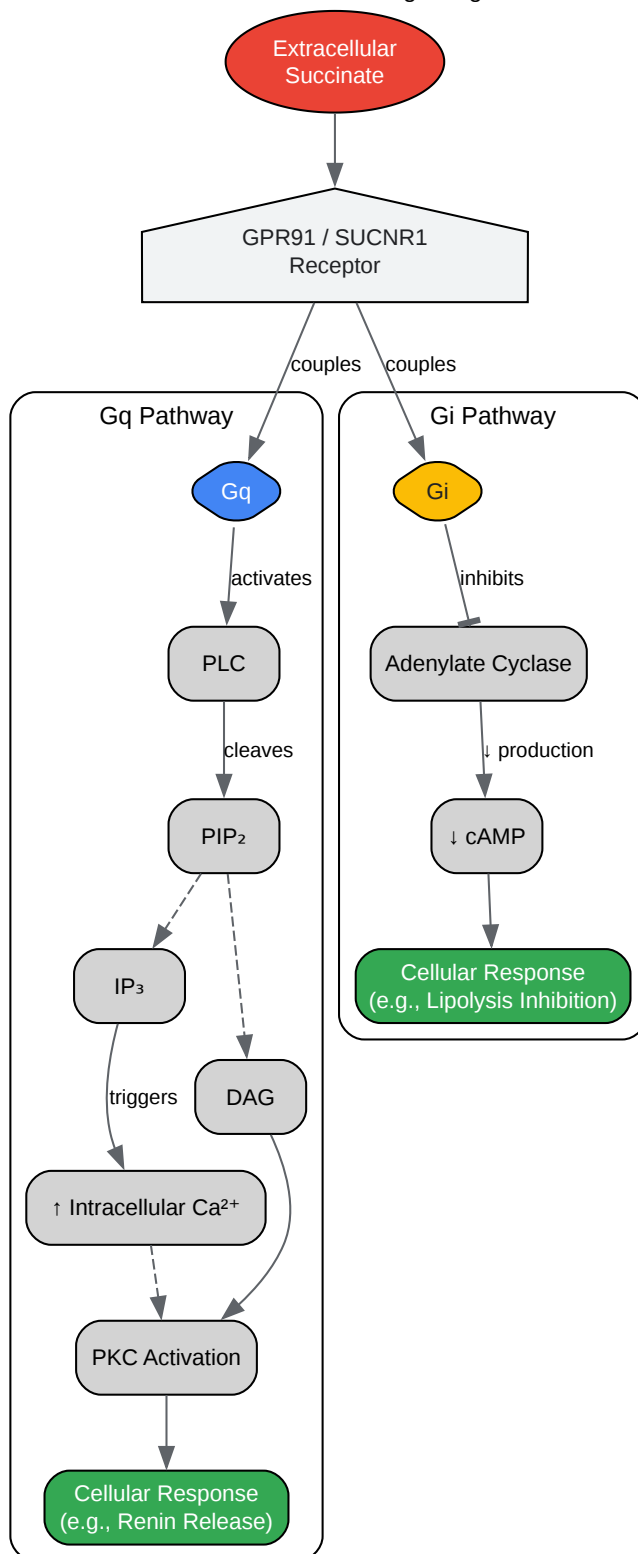 Extracellular
Succinate
GPR91 / SUCNR1
Receptor
couples
couples
Gq Pathway
Gi Pathway
Gq
Gi
activates
inhibits
PLC
Adenylate Cyclase
cleaves
↓ production
PIP₂
↓ cAMP
IP₃
Cellular Response
(e.g., Lipolysis Inhibition)
triggers
DAG
↑ Intracellular Ca²⁺
PKC Activation
Cellular Response
(e.g., Renin Release)